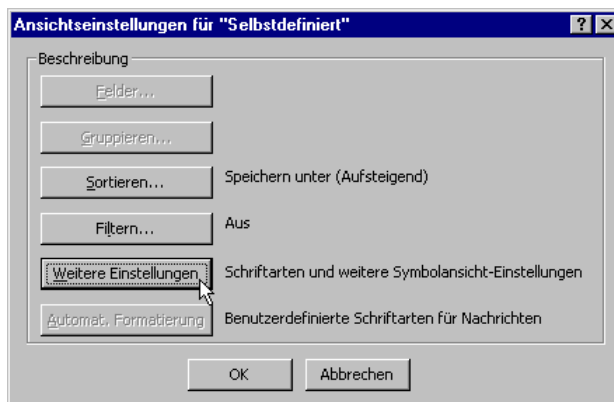 Ansichtseinstellungen für "Selbstdefiniert"
Beschreibung
Felder...
Gruppieren...
Sortieren... Speichern unter (Aufsteigend)
Filtern... Aus
Weitere Einstellungen Schriftarten und weitere Symbolansicht-Einstellungen
Automat. Formatierung Benutzerdefinierte Schriftarten für Nachrichten
OK Abbrechen